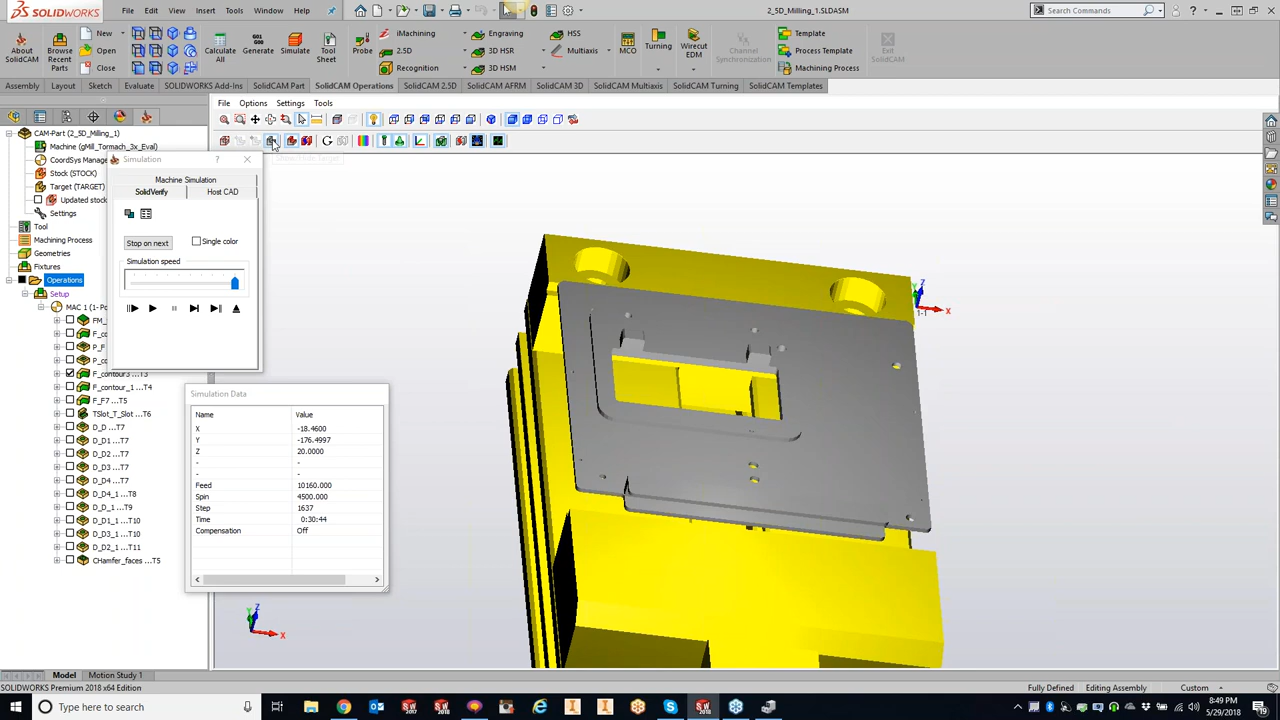 SOLIDWORKS File Edit View Insert Tools Window Help 2_5D_Milling_1.SLDASM Search Commands
About SolidCAM
Browse Recent Parts
New
Open
Close
Calculate
Generate
Simulate
Tool Sheet
Probe
iMachining
2.5D
Recognition
Engraving
3D HSR
3D HSM
HSS
Multiaxis
MCO
Turning
Wirecut EDM
Channel Synchronization
Template
Process Template
Machining Process
Exit SolidCAM
Assembly Layout Sketch Evaluate SOLIDWORKS Add-Ins SolidCAM Part SolidCAM Operations SolidCAM 2.5D SolidCAM AFRM SolidCAM 3D SolidCAM Multiaxis SolidCAM Turning SolidCAM Templates
File Options Settings Tools
Show/Hide Target
CAM-Part (2_5D_Milling_1)
Machine (gMill_Tormach_3x_Eval)
CoordSys Manage
Stock (STOCK)
Target (TARGET)
Updated stock
Settings
Tool
Machining Process
Geometries
Fixtures
Operations
Setup
MAC 1 (1- Po
FM_
F_contour
P_F
P_co
F_contour3 ...T3
F_contour_1 ...T4
F_F7 ...T5
TSlot_T_Slot ...T6
D_D ...T7
D_D1 ...T7
D_D2 ...T7
D_D3 ...T7
D_D4 ...T7
D_D4_1 ...T8
D_D_1 ...T9
D_D1_1 ...T10
D_D3_1 ...T10
D_D2_1 ...T11
CHamfer_faces ...T5
Simulation ?
Machine Simulation
SolidVerify Host CAD
Stop on next Single color
Simulation speed
Simulation Data
Name Value
X -18.4600
Y -176.4997
Z 20.0000
- -
- -
Feed 10160.000
Spin 4500.000
Step 1637
Time 0:30:44
Compensation Off
1-1 X
Z
Y
X
Model Motion Study 1
SOLIDWORKS Premium 2018 x64 Edition Fully Defined Editing Assembly Custom
Type here to search
8:49 PM
5/29/2018